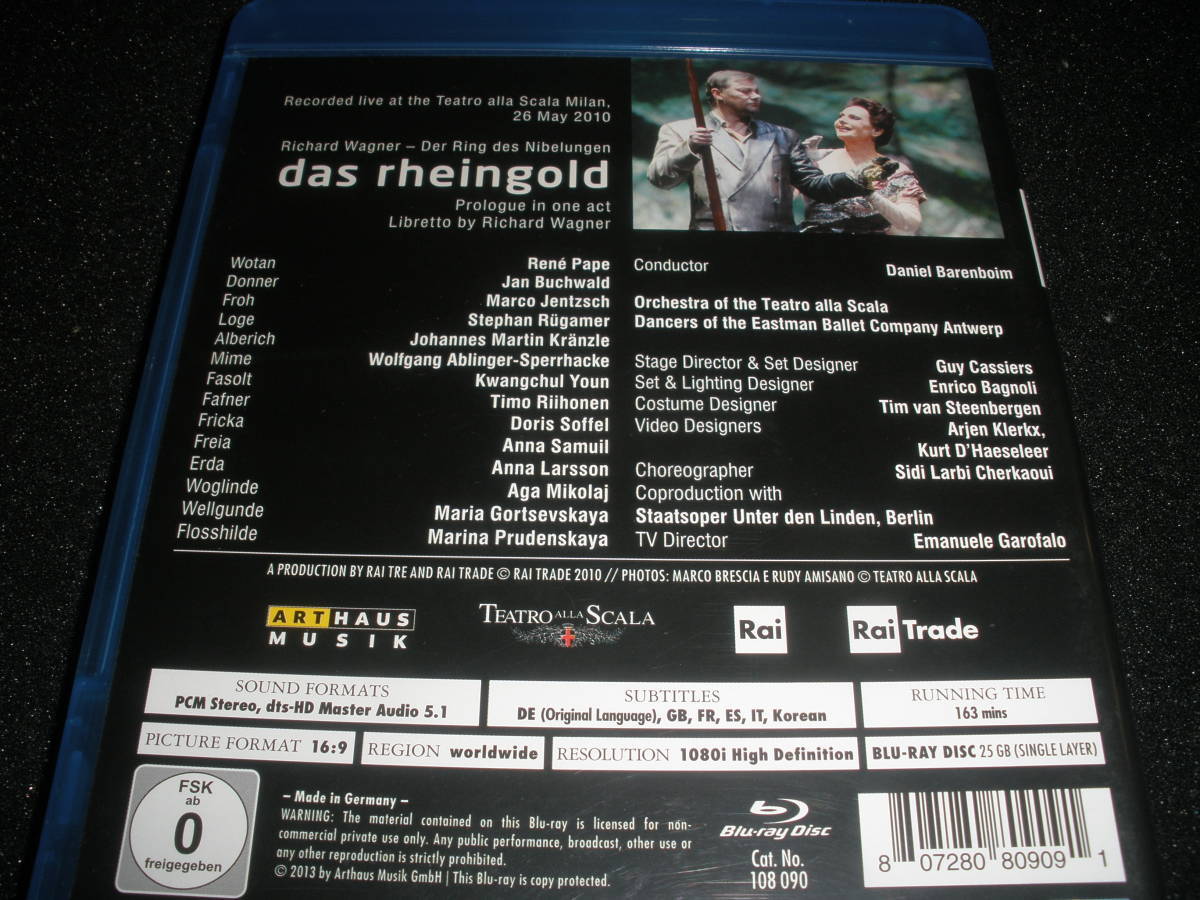 Recorded live at the Teatro alla Scala Milan,
26 May 2010
Richard Wagner – Der Ring des Nibelungen
das rheingold
Prologue in one act
Libretto by Richard Wagner
Wotan René Pape
Donner Jan Buchwald
Froh Marco Jentzsch
Loge Stephan Rügamer
Alberich Johannes Martin Kränzle
Mime Wolfgang Ablinger-Sperrhacke
Fasolt Kwangchul Youn
Fafner Timo Riihonen
Fricka Doris Soffel
Freia Anna Samuil
Erda Anna Larsson
Woglinde Aga Mikolaj
Wellgunde Maria Gortsevskaya
Flosshilde Marina Prudenskaya
Conductor Daniel Barenboim
Orchestra of the Teatro alla Scala
Dancers of the Eastman Ballet Company Antwerp
Stage Director & Set Designer Guy Cassiers
Set & Lighting Designer Enrico Bagnoli
Costume Designer Tim van Steenbergen
Video Designers Arjen Klerkx,
Kurt D'Haeseleer
Choreographer Sidi Larbi Cherkaoui
Coproduction with
Staatsoper Unter den Linden, Berlin
TV Director Emanuele Garofalo
A PRODUCTION BY RAI TRE AND RAI TRADE © RAI TRADE 2010 // PHOTOS: MARCO BRESCIA E RUDY AMISANO © TEATRO ALLA SCALA
ARTHAUS
MUSIK
TEATRO ALLA SCALA
Rai
Rai Trade
SOUND FORMATS
PCM Stereo, dts-HD Master Audio 5.1
SUBTITLES
DE (Original Language), GB, FR, ES, IT, Korean
RUNNING TIME
163 mins
PICTURE FORMAT 16:9
REGION worldwide
RESOLUTION 1080i High Definition
BLU-RAY DISC 25 GB (SINGLE LAYER)
FSK
ab
0
freigegeben
– Made in Germany –
WARNING: The material contained on this Blu-ray is licensed for non-
commercial private use only. Any public performance, broadcast, other use or
any other reproduction is strictly prohibited.
© 2013 by Arthaus Musik GmbH | This Blu-ray is copy protected.
Blu-ray Disc
Cat. No.
108 090
8 07280 80909 1